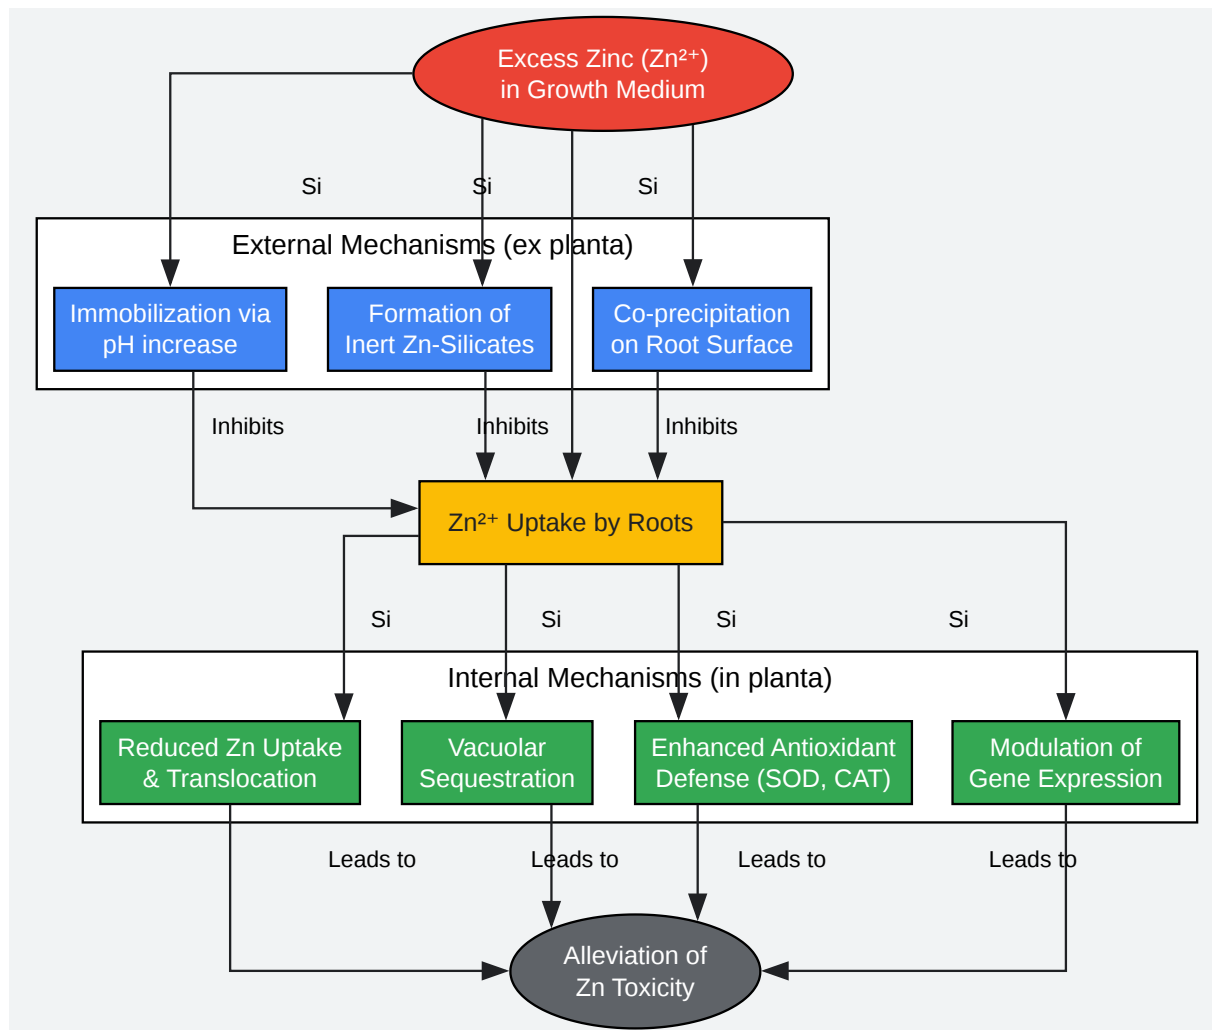 Excess Zinc (Zn²⁺)
in Growth Medium
Si
Si
Si
External Mechanisms (ex planta)
Immobilization via
pH increase
Formation of
Inert Zn-Silicates
Co-precipitation
on Root Surface
Inhibits
Inhibits
Inhibits
Zn²⁺ Uptake by Roots
Si
Si
Si
Si
Internal Mechanisms (in planta)
Reduced Zn Uptake
& Translocation
Vacuolar
Sequestration
Enhanced Antioxidant
Defense (SOD, CAT)
Modulation of
Gene Expression
Leads to
Leads to
Leads to
Leads to
Alleviation of
Zn Toxicity